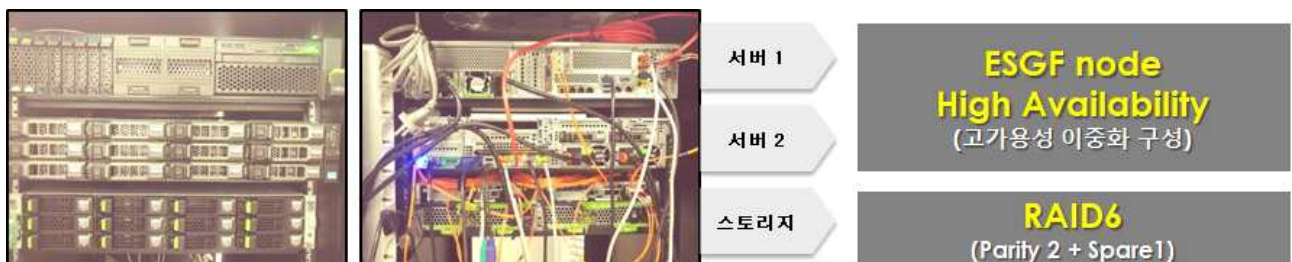 서버 1
서버 2
스토리지
ESGF node
High Availability
(고가용성 이중화 구성)
RAID6
(Parity 2 + Spare1)